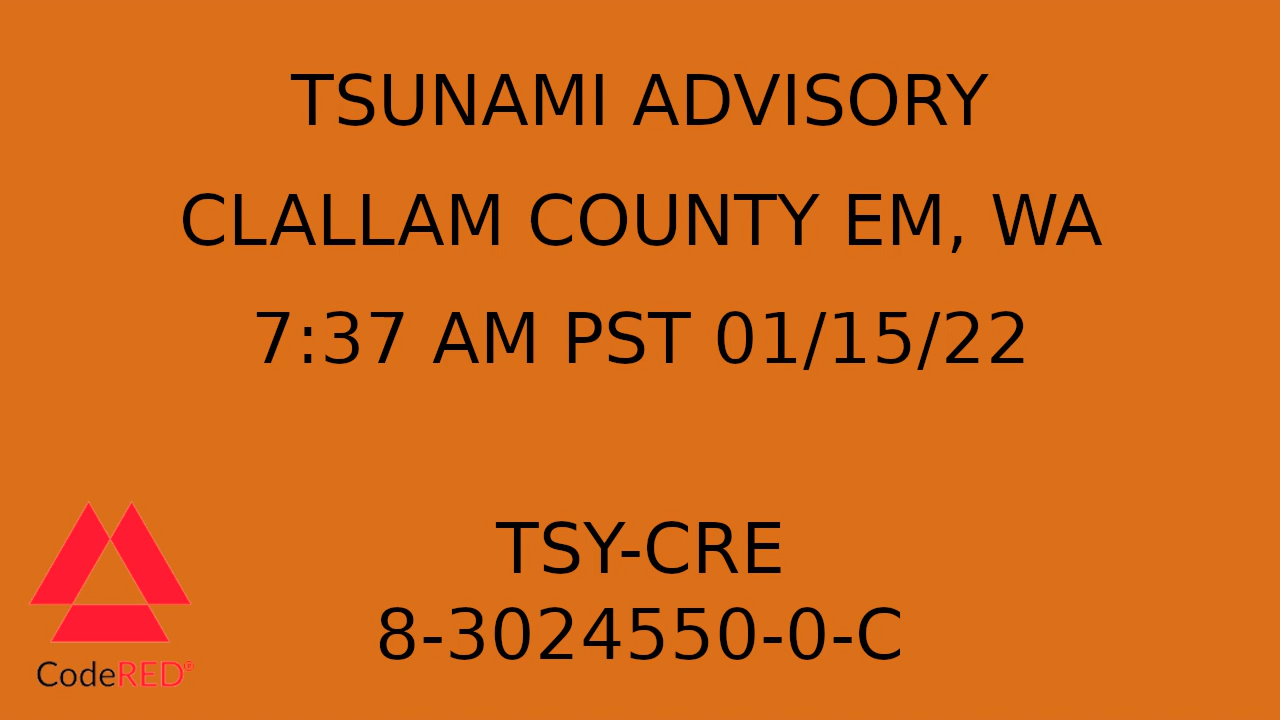 TSUNAMI ADVISORY
CLALLAM COUNTY EM, WA
7:37 AM PST 01/15/22
TSY-CRE
8-3024550-0-C
CodeRED®